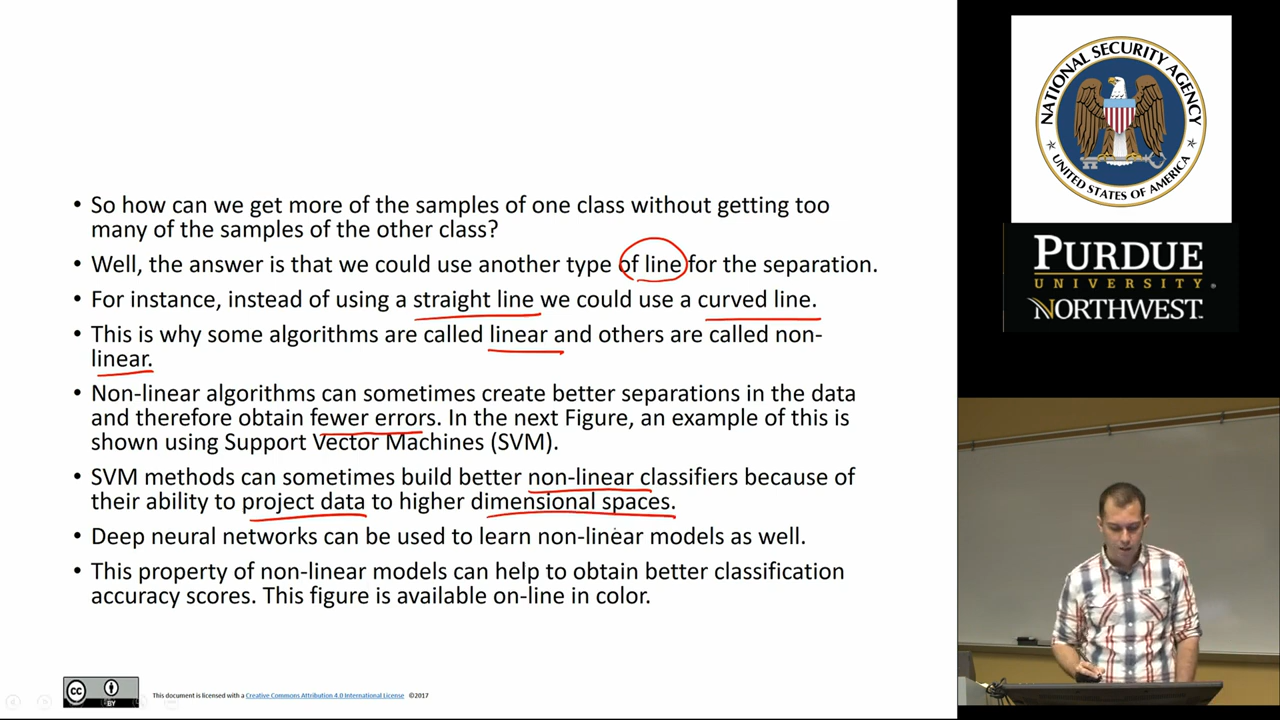 • So how can we get more of the samples of one class without getting too
many of the samples of the other class?
• Well, the answer is that we could use another type of line for the separation.
• For instance, instead of using a straight line we could use a curved line.
• This is why some algorithms are called linear and others are called non-
linear.
• Non-linear algorithms can sometimes create better separations in the data
and therefore obtain fewer errors. In the next Figure, an example of this is
shown using Support Vector Machines (SVM).
• SVM methods can sometimes build better non-linear classifiers because of
their ability to project data to higher dimensional spaces.
• Deep neural networks can be used to learn non-linear models as well.
• This property of non-linear models can help to obtain better classification
accuracy scores. This figure is available on-line in color.
cc
BY
This document is licensed with a Creative Commons Attribution 4.0 International License ©2017
NATIONAL SECURITY AGENCY
UNITED STATES OF AMERICA
PURDUE
UNIVERSITY
NORTHWEST